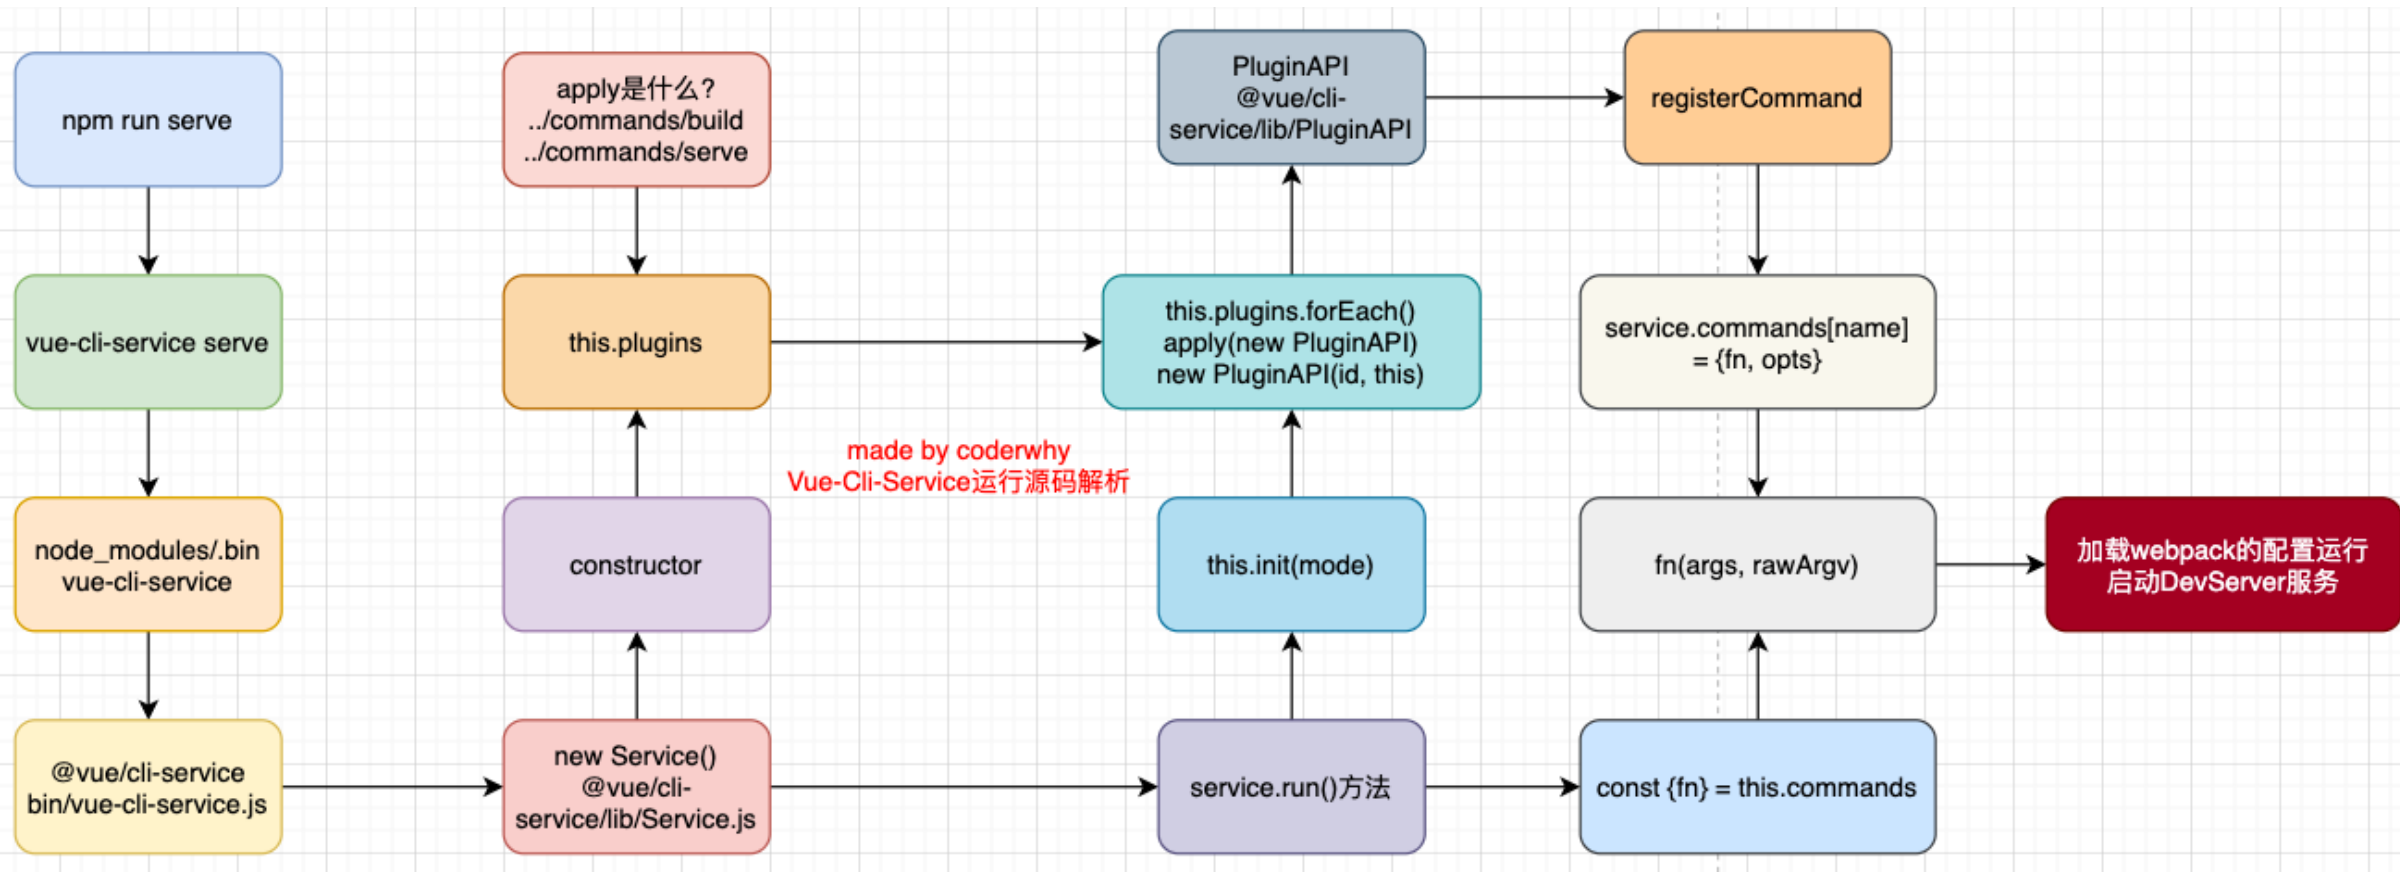 npm run serve
vue-cli-service serve
node_modules/.bin
vue-cli-service
@vue/cli-service
bin/vue-cli-service.js
apply是什么?
../commands/build
../commands/serve
this.plugins
constructor
new Service()
@vue/cli-
service/lib/Service.js
made by coderwhy
Vue-Cli-Service运行源码解析
PluginAPI
@vue/cli-
service/lib/PluginAPI
this.plugins.forEach()
apply(new PluginAPI)
new PluginAPI(id, this)
this.init(mode)
service.run()方法
registerCommand
service.commands[name]
= {fn, opts}
fn(args, rawArgv)
const {fn} = this.commands
加载webpack的配置运行
启动DevServer服务